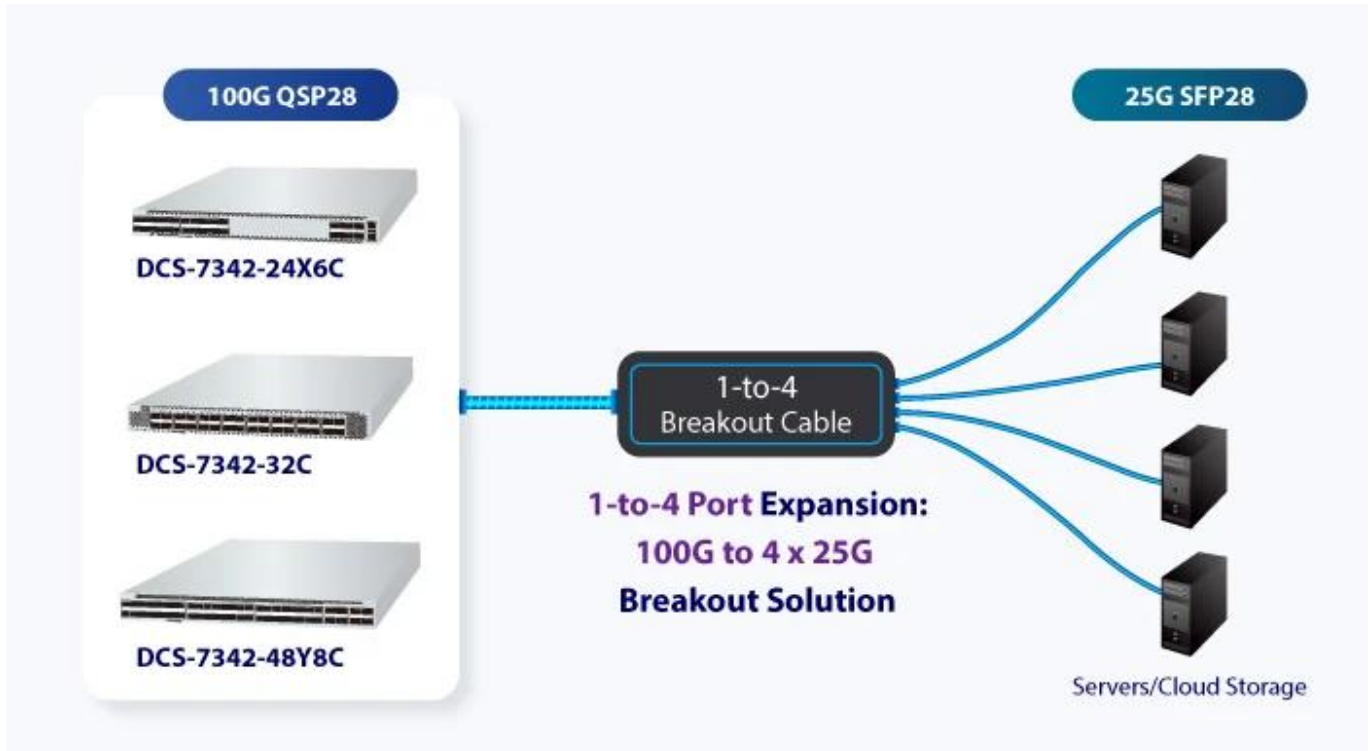 100G QSP28
25G SFP28
DCS-7342-24X6C
DCS-7342-32C
DCS-7342-48Y8C
1-to-4
Breakout Cable
1-to-4 Port Expansion:
100G to 4 x 25G
Breakout Solution
Servers/Cloud Storage